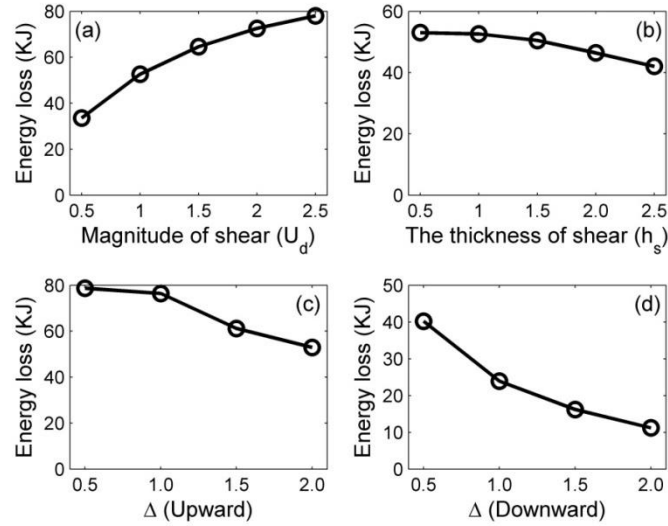 (a)
Energy loss (KJ)
80
60
40
20
0
0.5 1 1.5 2 2.5
Magnitude of shear (U_d)
(b)
Energy loss (KJ)
60
40
20
0
0.5 1 1.5 2.0 2.5
The thickness of shear (h_s)
(c)
Energy loss (KJ)
80
60
40
20
0
0.5 1.0 1.5 2.0
Δ (Upward)
(d)
Energy loss (KJ)
50
40
30
20
10
0
0.5 1.0 1.5 2.0
Δ (Downward)